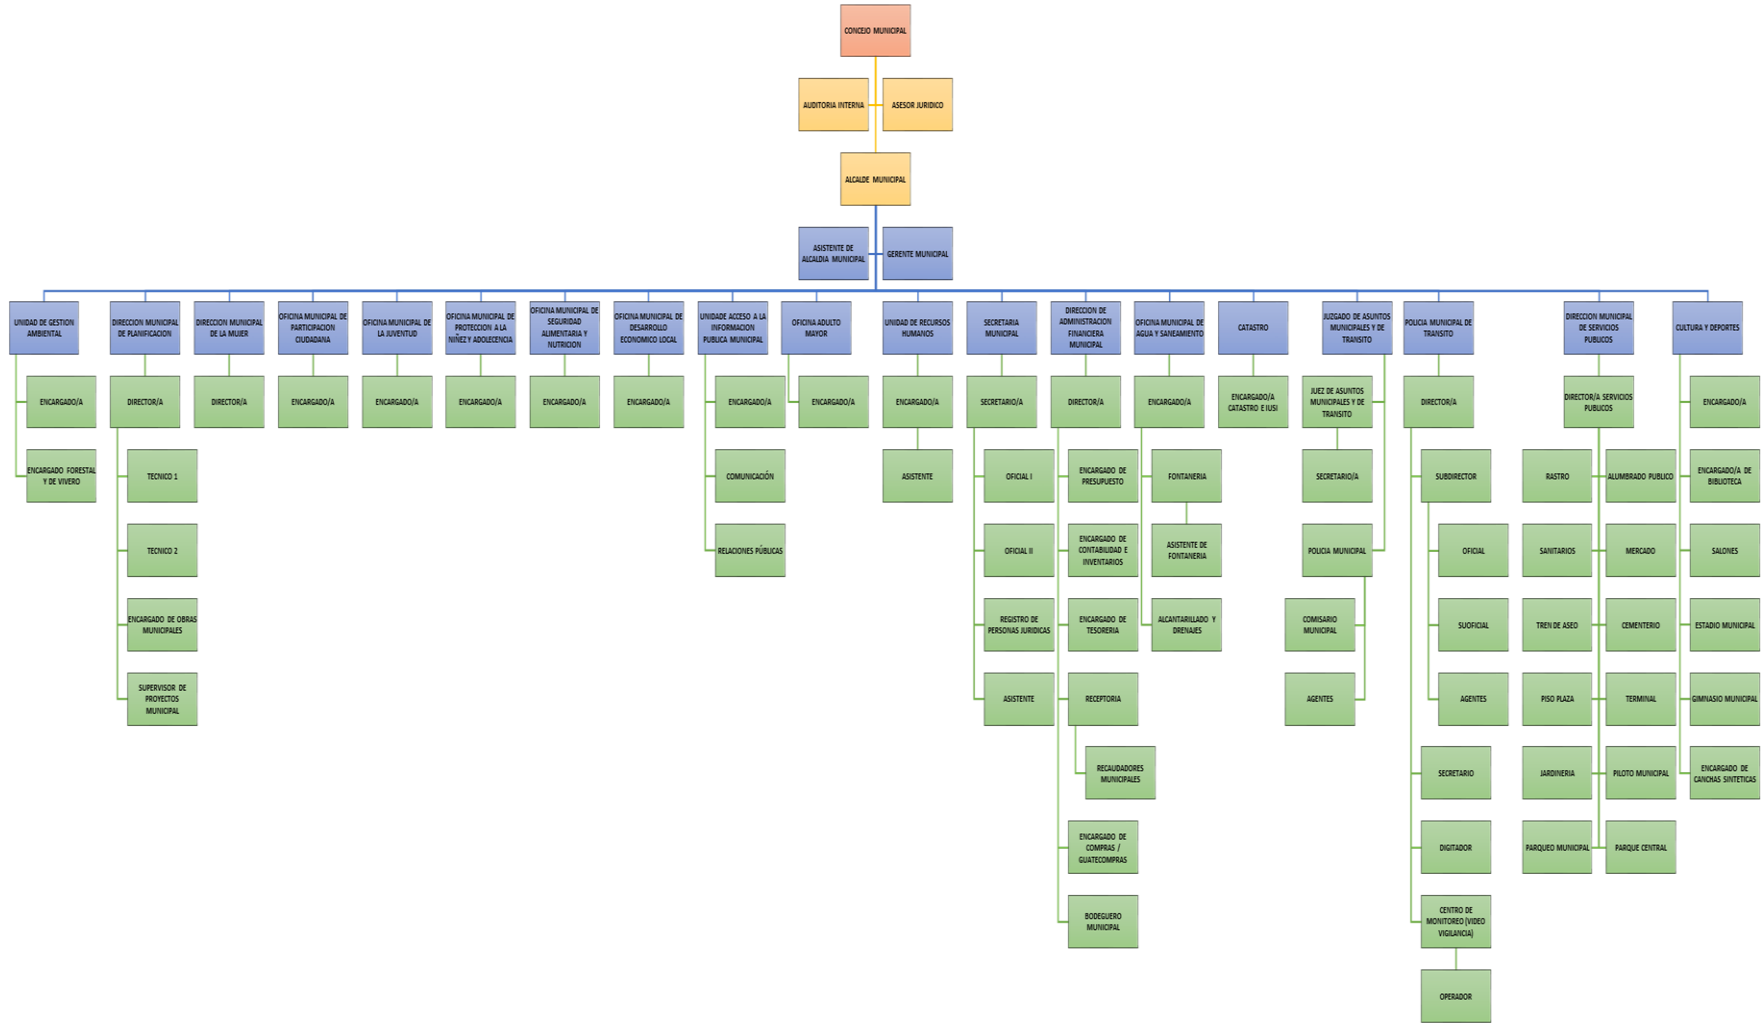 CONCEJO MUNICIPAL
AUDITORIA INTERNA
ASESOR JURIDICO
ALCALDE MUNICIPAL
ASISTENTE DE
ALCALDIA MUNICIPAL
GERENTE MUNICIPAL
UNIDAD DE GESTION
AMBIENTAL
DIRECCION MUNICIPAL
DE PLANIFICACION
DIRECCION MUNICIPAL
DE LA MUJER
OFICINA MUNICIPAL DE
PARTICIPACION
CIUDADANA
OFICINA MUNICIPAL DE
LA JUVENTUD
OFICINA MUNICIPAL DE
PROTECCION A LA
NIÑEZ Y ADOLECENCIA
OFICINA MUNICIPAL DE
SEGURIDAD
ALIMENTARIA Y
NUTRICION
OFICINA MUNICIPAL DE
DESARROLLO
ECONOMICO LOCAL
UNIDADE ACCESO A LA
INFORMACION
PUBLICA MUNICIPAL
OFICINA ADULTO
MAYOR
UNIDAD DE RECURSOS
HUMANOS
SECRETARIA
MUNICIPAL
DIRECCION DE
ADMINISTRACION
FINANCIERA
MUNICIPAL
OFICINA MUNICIPAL DE
AGUA Y SANEAMIENTO
CATASTRO
JUZGADO DE ASUNTOS
MUNICIPALES Y DE
TRANSITO
POLICIA MUNICIPAL DE
TRANSITO
DIRECCION MUNICIPAL
DE SERVICIOS
PUBLICOS
CULTURA Y DEPORTES
ENCARGADO/A
DIRECTOR/A
DIRECTOR/A
ENCARGADO/A
ENCARGADO/A
ENCARGADO/A
ENCARGADO/A
ENCARGADO/A
ENCARGADO/A
ENCARGADO/A
ENCARGADO/A
SECRETARIO/A
DIRECTOR/A
ENCARGADO/A
ENCARGADO/A
CATASTRO E IUSI
JUEZ DE ASUNTOS
MUNICIPALES Y DE
TRANSITO
DIRECTOR/A
DIRECTOR/A SERVICIOS
PUBLICOS
ENCARGADO/A
ENCARGADO FORESTAL
Y DE VIVERO
TECNICO 1
COMUNICACIÓN
ASISTENTE
OFICIAL I
ENCARGADO DE
PRESUPUESTO
FONTANERIA
SECRETARIO/A
SUBDIRECTOR
RASTRO
ALUMBRADO PUBLICO
ENCARGADO/A DE
BIBLIOTECA
TECNICO 2
RELACIONES PÚBLICAS
OFICIAL II
ENCARGADO DE
CONTABILIDAD E
INVENTARIOS
ASISTENTE DE
FONTANERIA
POLICIA MUNICIPAL
OFICIAL
SANITARIOS
MERCADO
SALONES
ENCARGADO DE OBRAS
MUNICIPALES
REGISTRO DE
PERSONAS JURIDICAS
ENCARGADO DE
TESORERIA
ALCANTARILLADO Y
DRENAJES
COMISARIO
MUNICIPAL
SUOFICIAL
TREN DE ASEO
CEMENTERIO
ESTADIO MUNICIPAL
SUPERVISOR DE
PROYECTOS
MUNICIPAL
ASISTENTE
RECEPTORIA
AGENTES
AGENTES
PISO PLAZA
TERMINAL
GIMNASIO MUNICIPAL
RECAUDADORES
MUNICIPALES
SECRETARIO
JARDINERIA
PILOTO MUNICIPAL
ENCARGADO DE
CANCHAS SINTETICAS
ENCARGADO DE
COMPRAS /
GUATECOMPRAS
DIGITADOR
PARQUEO MUNICIPAL
PARQUE CENTRAL
BODEGUERO
MUNICIPAL
CENTRO DE
MONITOREO (VIDEO
VIGILANCIA)
OPERADOR